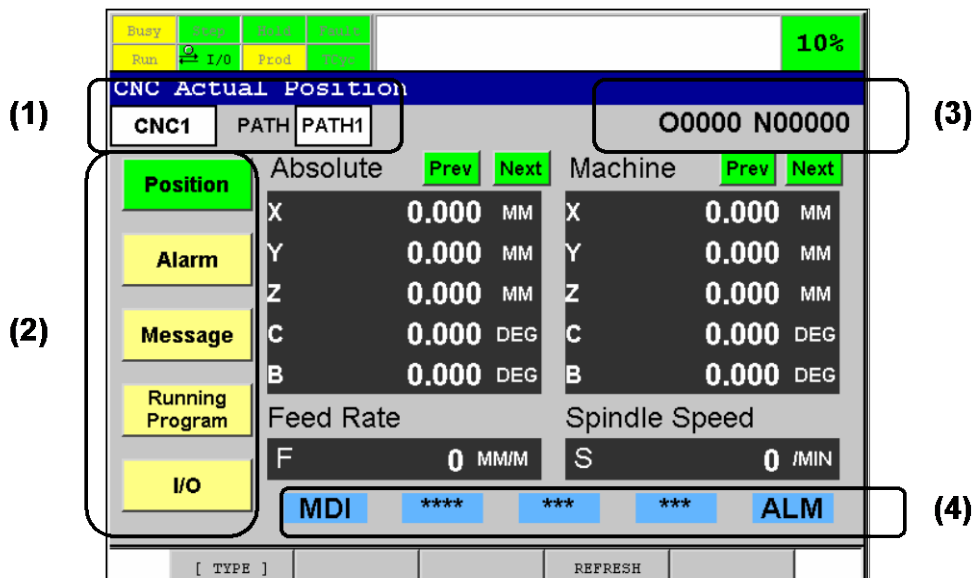 Busy Step Hold Fault
Run I/O Prod TCyc
10%
CNC Actual Position
(1)
CNC1 PATH PATH1
O0000 N00000
(3)
(2)
Position
Alarm
Message
Running
Program
I/O
Absolute Prev Next
X 0.000 MM
Y 0.000 MM
Z 0.000 MM
C 0.000 DEG
B 0.000 DEG
Machine Prev Next
X 0.000 MM
Y 0.000 MM
Z 0.000 MM
C 0.000 DEG
B 0.000 DEG
Feed Rate
F 0 MM/M
Spindle Speed
S 0 /MIN
MDI **** *** *** ALM
(4)
[ TYPE ] REFRESH